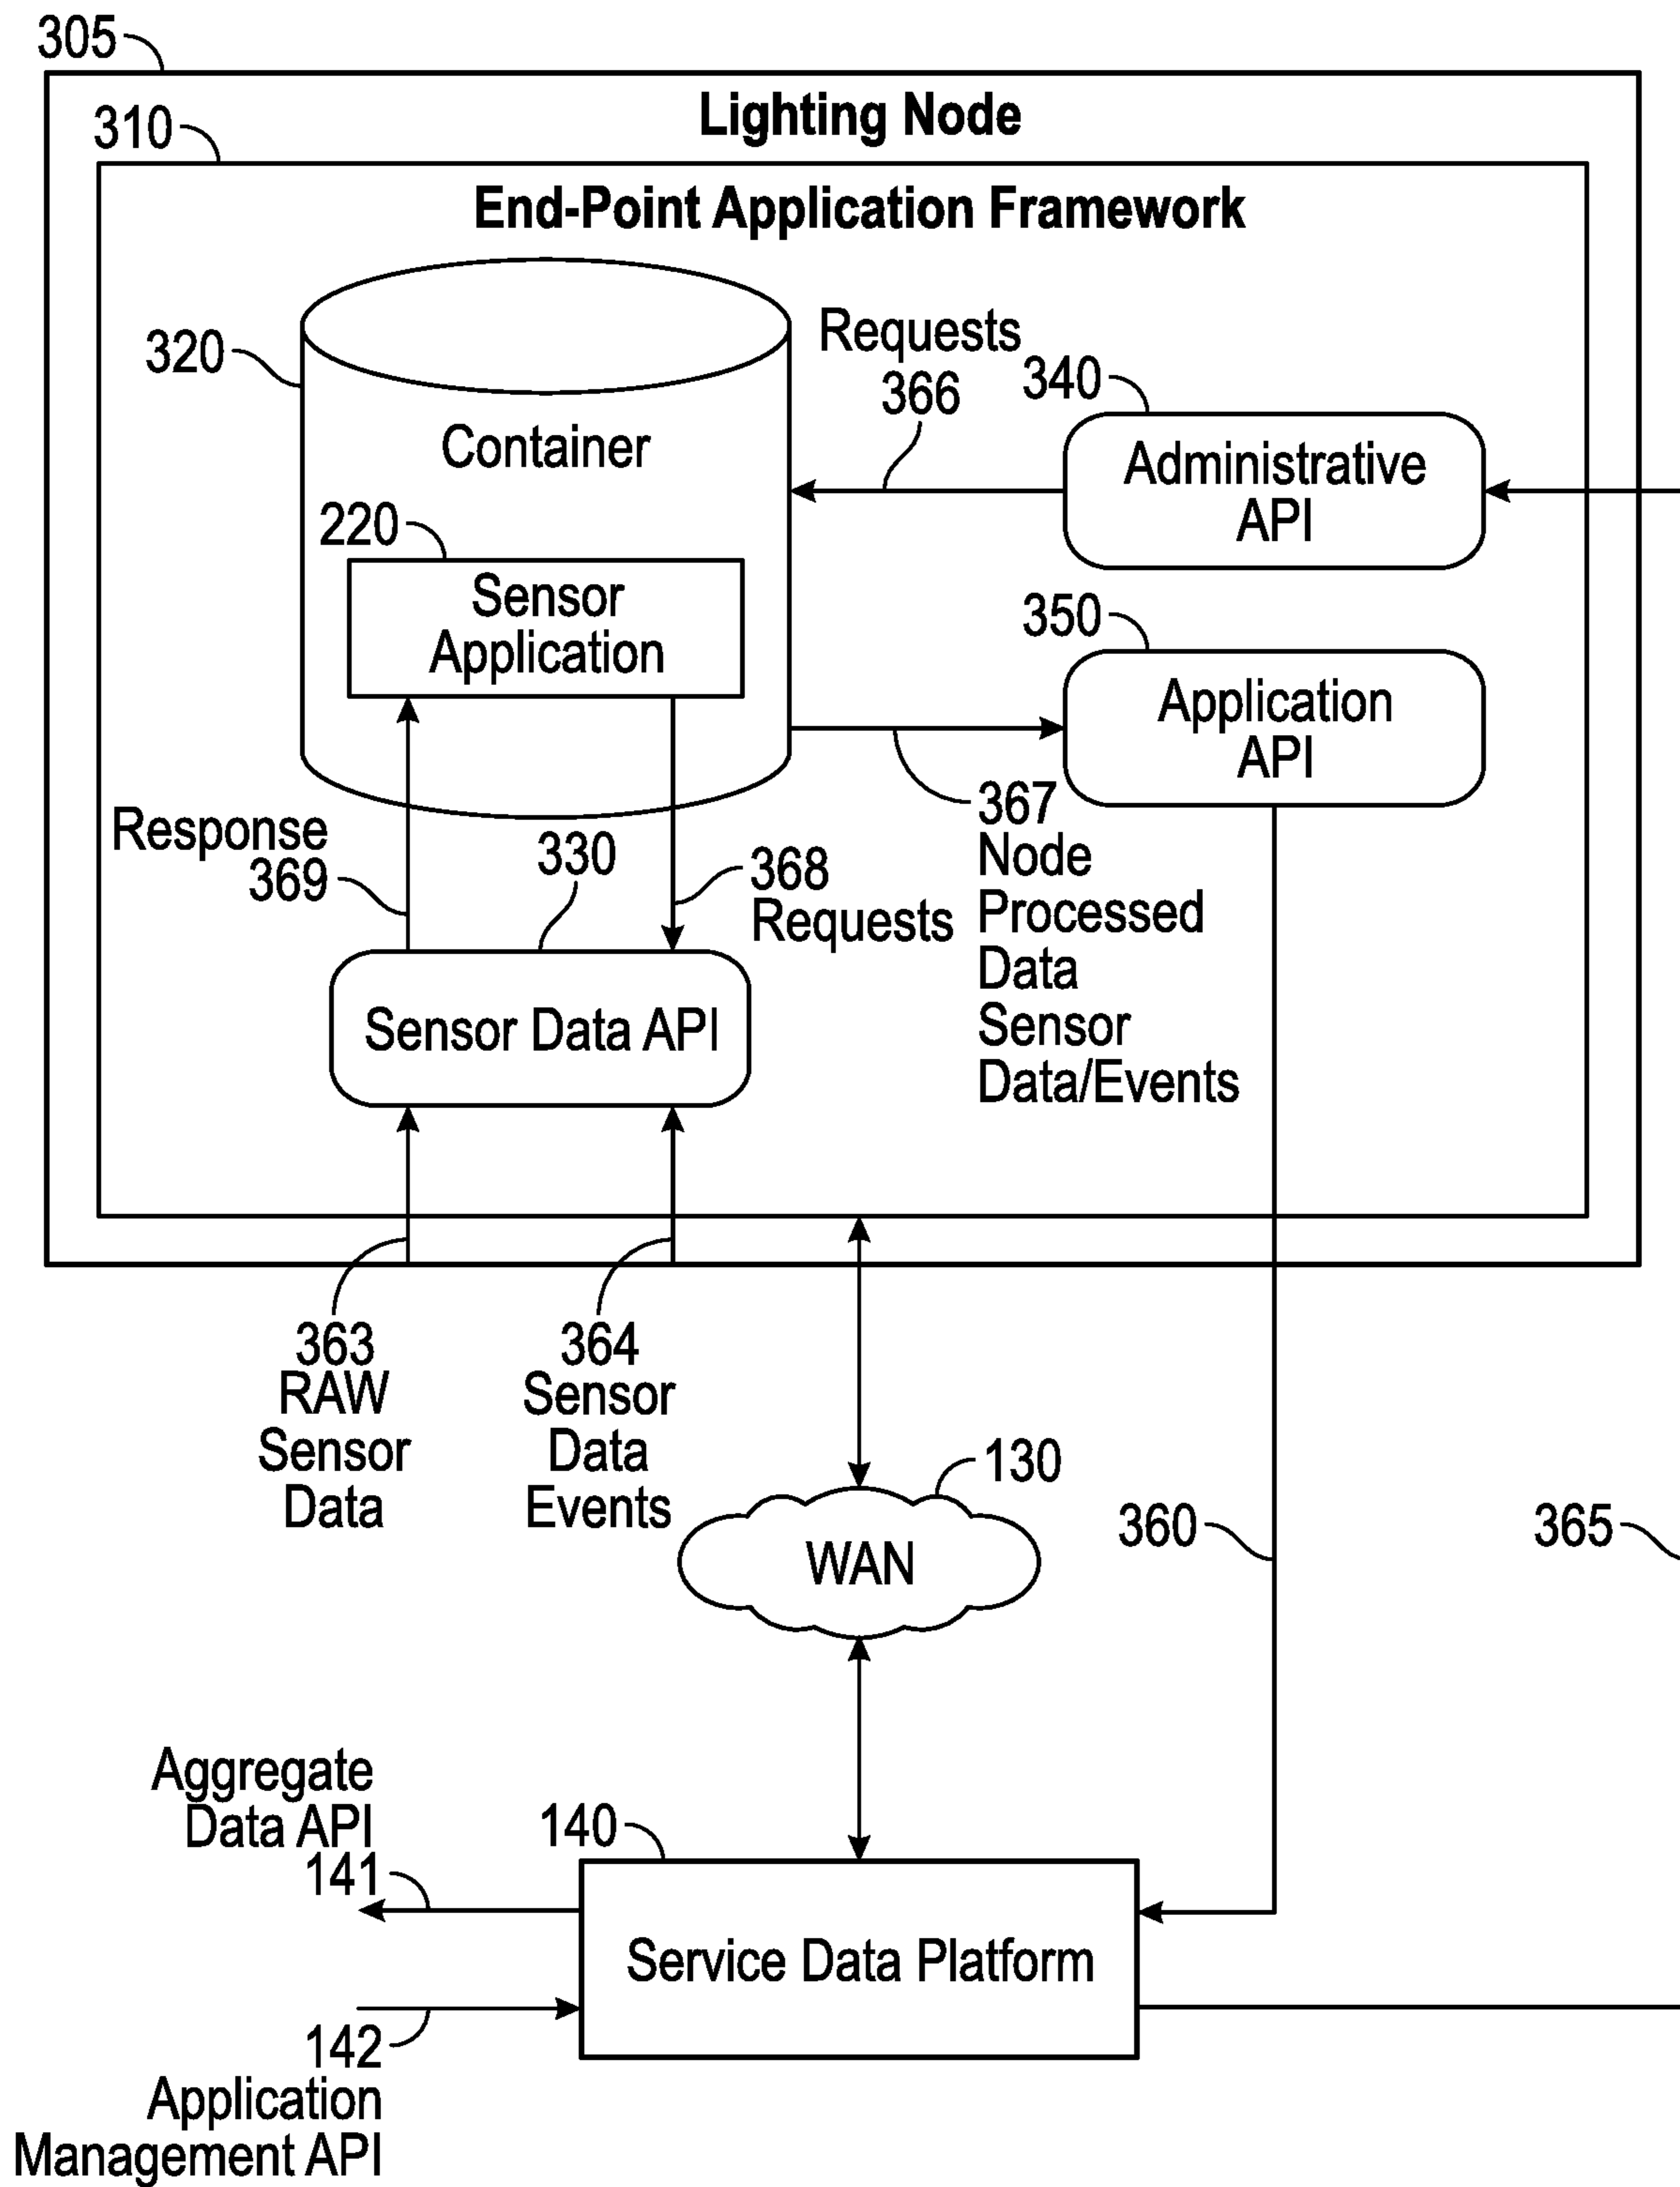 305
Lighting Node
310
End-Point Application Framework
320
Container
Requests
366
340
Administrative
API
220
Sensor
Application
350
Application
API
Response
369
330
368
Requests
367
Node
Processed
Data
Sensor
Data/Events
Sensor Data API
363
RAW
Sensor
Data
364
Sensor
Data
Events
130
WAN
360
365
Aggregate
Data API
141
140
Service Data Platform
142
Application
Management API